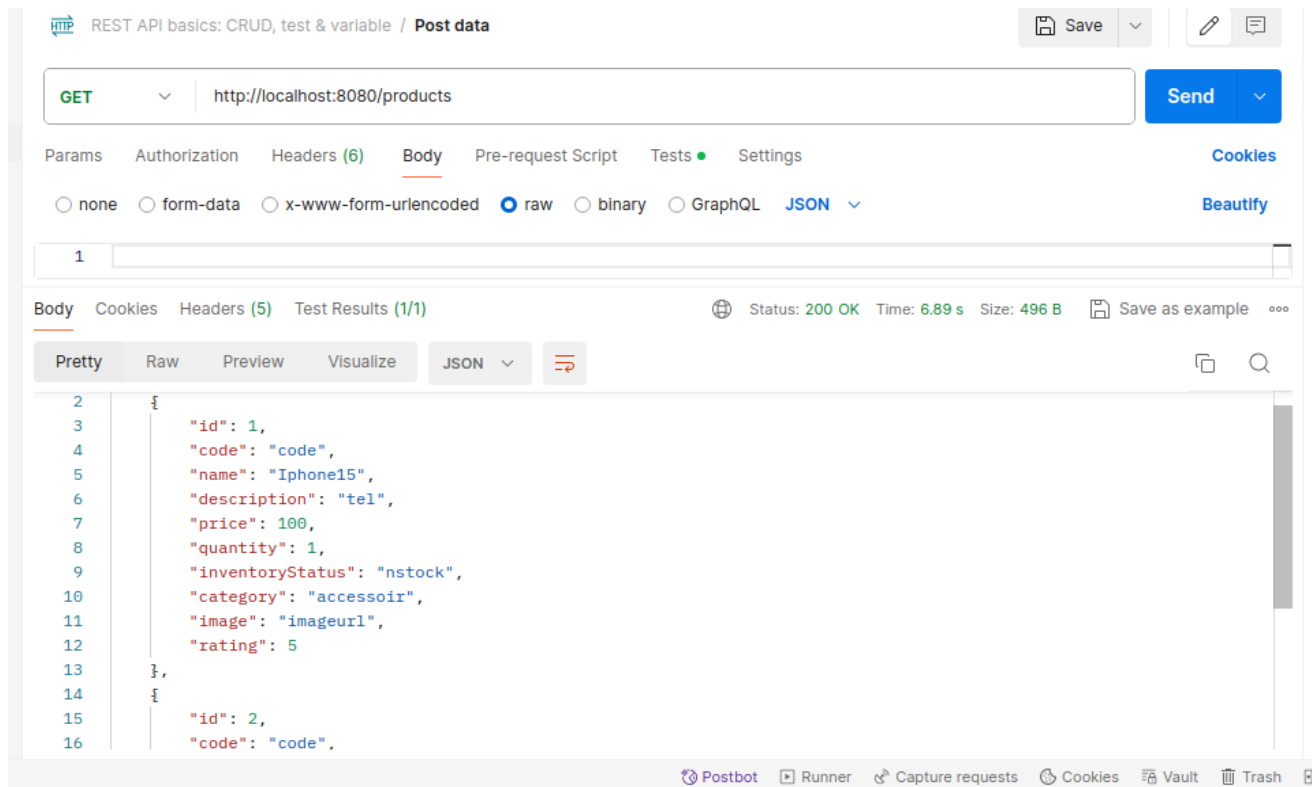 HTTP REST API basics: CRUD, test & variable / Post data Save
GET http://localhost:8080/products Send
Params Authorization Headers (6) Body Pre-request Script Tests Settings Cookies
none form-data x-www-form-urlencoded raw binary GraphQL JSON Beautify
1
Body Cookies Headers (5) Test Results (1/1) Status: 200 OK Time: 6.89 s Size: 496 B Save as example
Pretty Raw Preview Visualize JSON
2 {
3 "id": 1,
4 "code": "code",
5 "name": "Iphone15",
6 "description": "tel",
7 "price": 100,
8 "quantity": 1,
9 "inventoryStatus": "nstock",
10 "category": "accessoir",
11 "image": "imageurl",
12 "rating": 5
13 },
14 {
15 "id": 2,
16 "code": "code",
Postbot Runner Capture requests Cookies Vault Trash